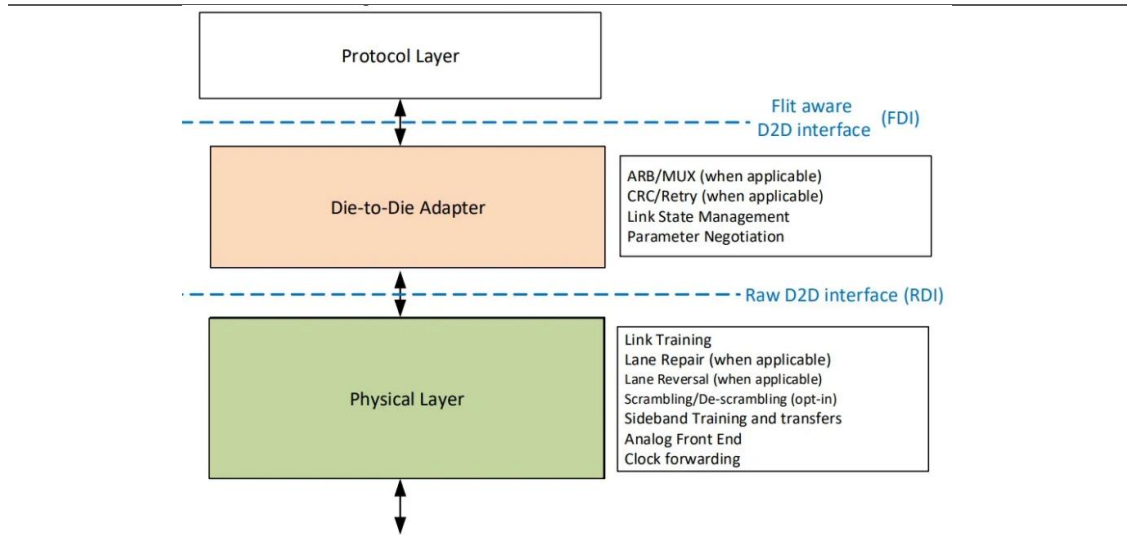 Protocol Layer
Flit aware
D2D interface (FDI)
Die-to-Die Adapter
ARB/MUX (when applicable)
CRC/Retry (when applicable)
Link State Management
Parameter Negotiation
Raw D2D interface (RDI)
Physical Layer
Link Training
Lane Repair (when applicable)
Lane Reversal (when applicable)
Scrambling/De-scrambling (opt-in)
Sideband Training and transfers
Analog Front End
Clock forwarding